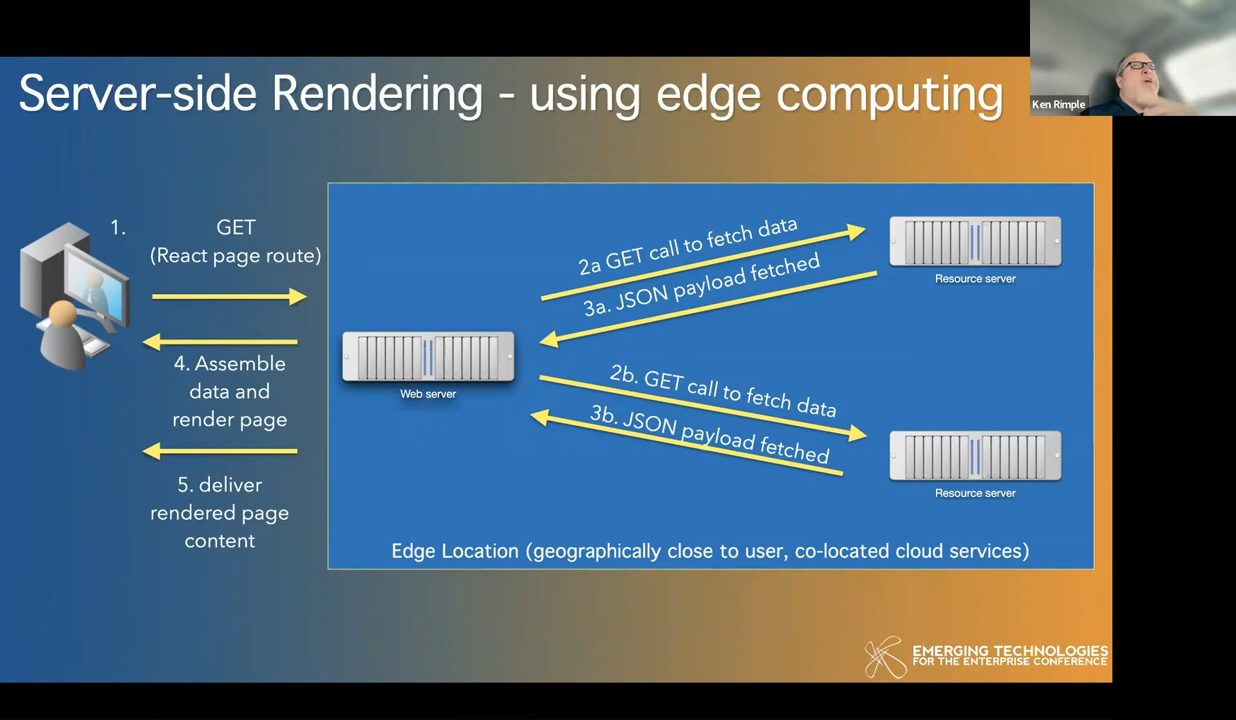 Server-side Rendering - using edge computing
Ken Rimple
1.
GET
(React page route)
2a GET call to fetch data
3a. JSON payload fetched
Resource server
Web server
4. Assemble
data and
render page
2b. GET call to fetch data
3b. JSON payload fetched
Resource server
5. deliver
rendered page
content
Edge Location (geographically close to user, co-located cloud services)
EMERGING TECHNOLOGIES
FOR THE ENTERPRISE CONFERENCE